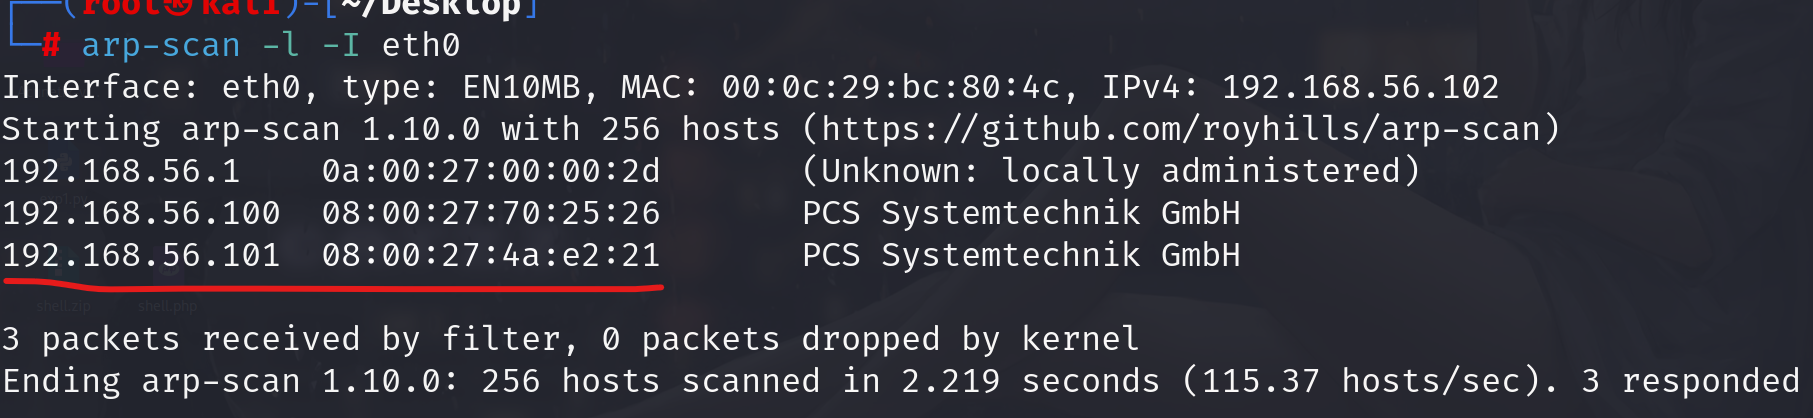 ┌──(root㉿kali)-[~/Desktop]
└─# arp-scan -l -I eth0
Interface: eth0, type: EN10MB, MAC: 00:0c:29:bc:80:4c, IPv4: 192.168.56.102
Starting arp-scan 1.10.0 with 256 hosts (https://github.com/royhills/arp-scan)
192.168.56.1    0a:00:27:00:00:2d       (Unknown: locally administered)
192.168.56.100  08:00:27:70:25:26       PCS Systemtechnik GmbH
192.168.56.101  08:00:27:4a:e2:21       PCS Systemtechnik GmbH
shell.zip shell.php
3 packets received by filter, 0 packets dropped by kernel
Ending arp-scan 1.10.0: 256 hosts scanned in 2.219 seconds (115.37 hosts/sec). 3 responded